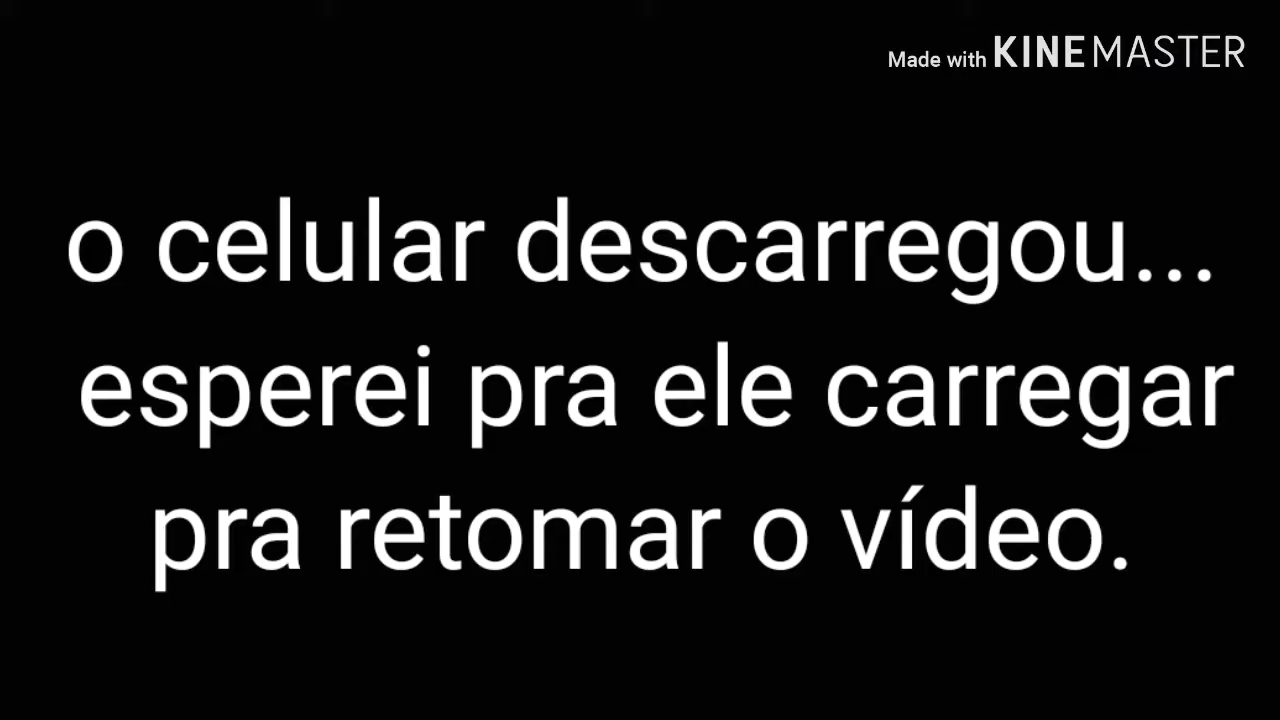 Made with KINEMASTER
o celular descarregou...
esperei pra ele carregar
pra retomar o vídeo.